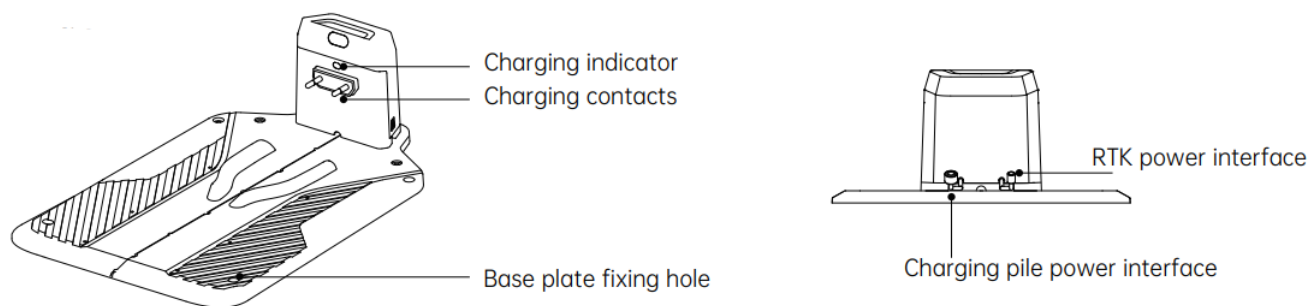 Charging indicator
Charging contacts
Base plate fixing hole
RTK power interface
Charging pile power interface